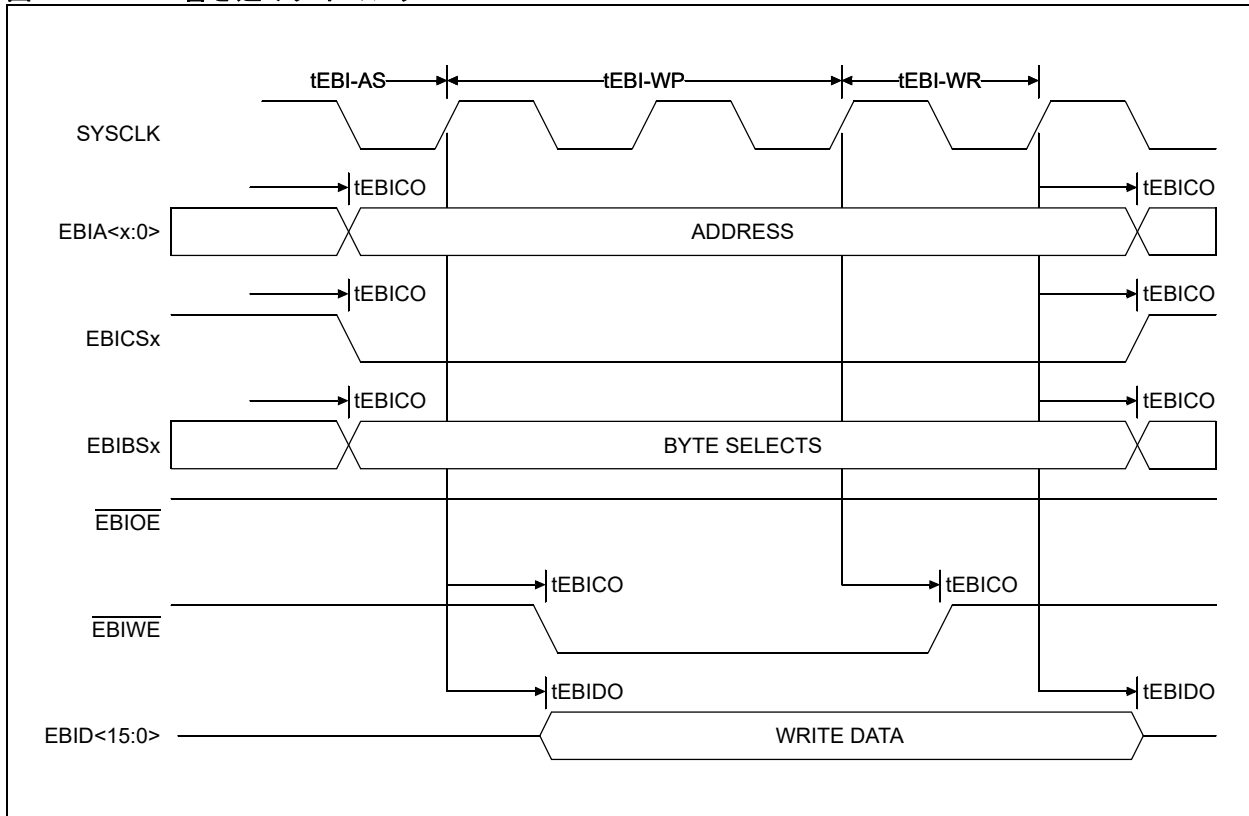 tEBI-AS tEBI-WP tEBI-WR
SYSCLK
tEBICO tEBICO
EBIA<x:0> ADDRESS
tEBICO tEBICO
EBICSx
tEBICO tEBICO
EBIBSx BYTE SELECTS
EBIOE
tEBICO tEBICO
EBIWE
tEBIDO tEBIDO
EBID<15:0> WRITE DATA